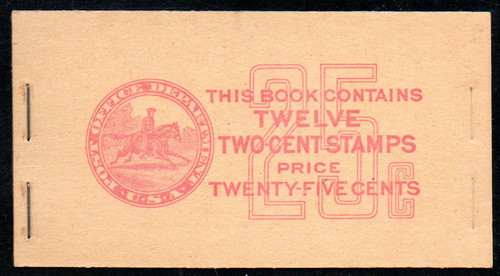 POST OFFICE DEPARTMENT U.S.A.
25c
THIS BOOK CONTAINS
TWELVE
TWO CENT STAMPS
PRICE
TWENTY-FIVE CENTS